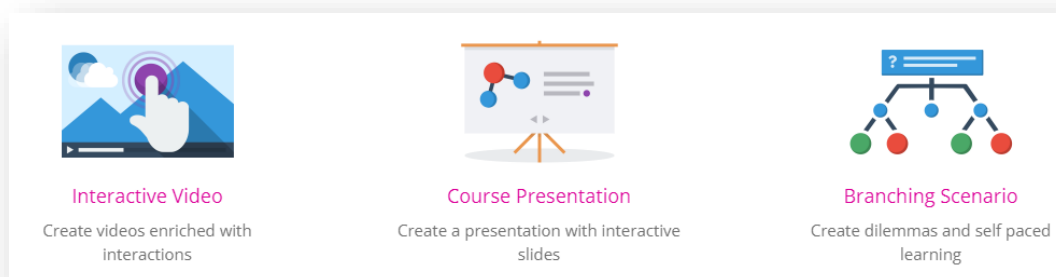 ?
Interactive Video
Create videos enriched with
interactions
Course Presentation
Create a presentation with interactive
slides
Branching Scenario
Create dilemmas and self paced
learning